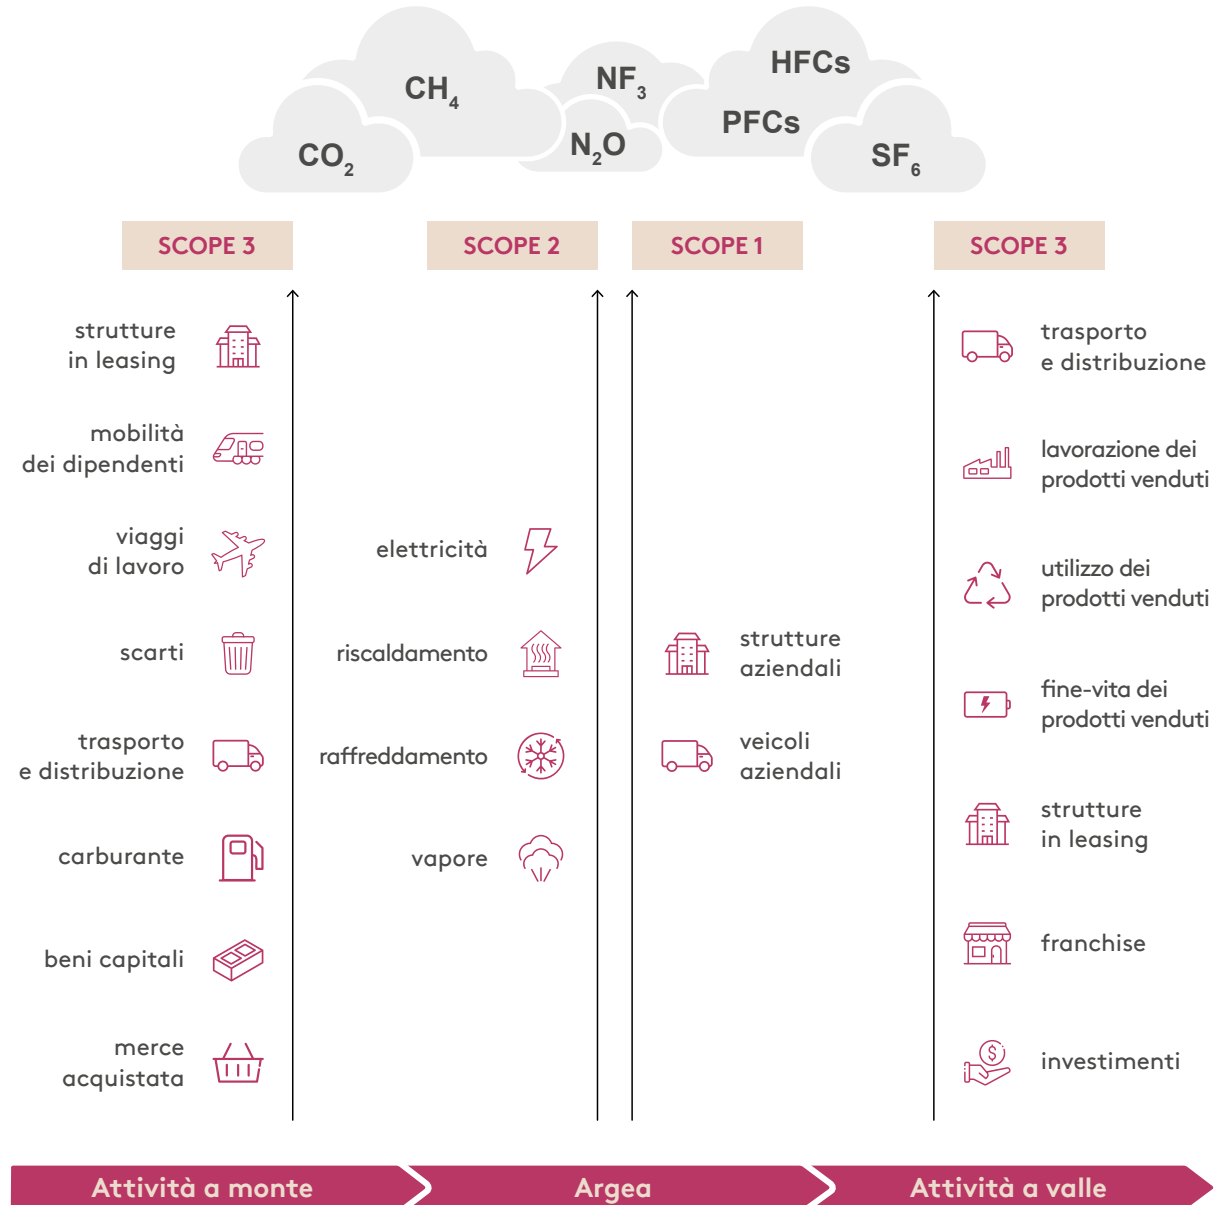 CH₄
NF₃
HFCs
PFCs
CO₂
N₂O
SF₆
SCOPE 3
strutture
in leasing
mobilità
dei dipendenti
viaggi
di lavoro
scarti
trasporto
e distribuzione
carburante
beni capitali
merce
acquistata
SCOPE 2
elettricità
riscaldamento
raffreddamento
vapore
SCOPE 1
strutture
aziendali
veicoli
aziendali
SCOPE 3
trasporto
e distribuzione
lavorazione dei
prodotti venduti
utilizzo dei
prodotti venduti
fine-vita dei
prodotti venduti
strutture
in leasing
franchise
$
investimenti
Attività a monte
Argea
Attività a valle